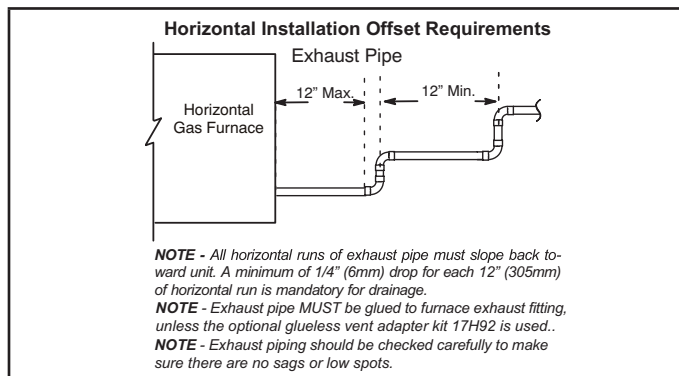 Horizontal Installation Offset Requirements
Exhaust Pipe
12” Max.
12” Min.
Horizontal
Gas Furnace
NOTE - All horizontal runs of exhaust pipe must slope back to-
ward unit. A minimum of 1/4” (6mm) drop for each 12” (305mm)
of horizontal run is mandatory for drainage.
NOTE - Exhaust pipe MUST be glued to furnace exhaust fitting,
unless the optional glueless vent adapter kit 17H92 is used..
NOTE - Exhaust piping should be checked carefully to make
sure there are no sags or low spots.